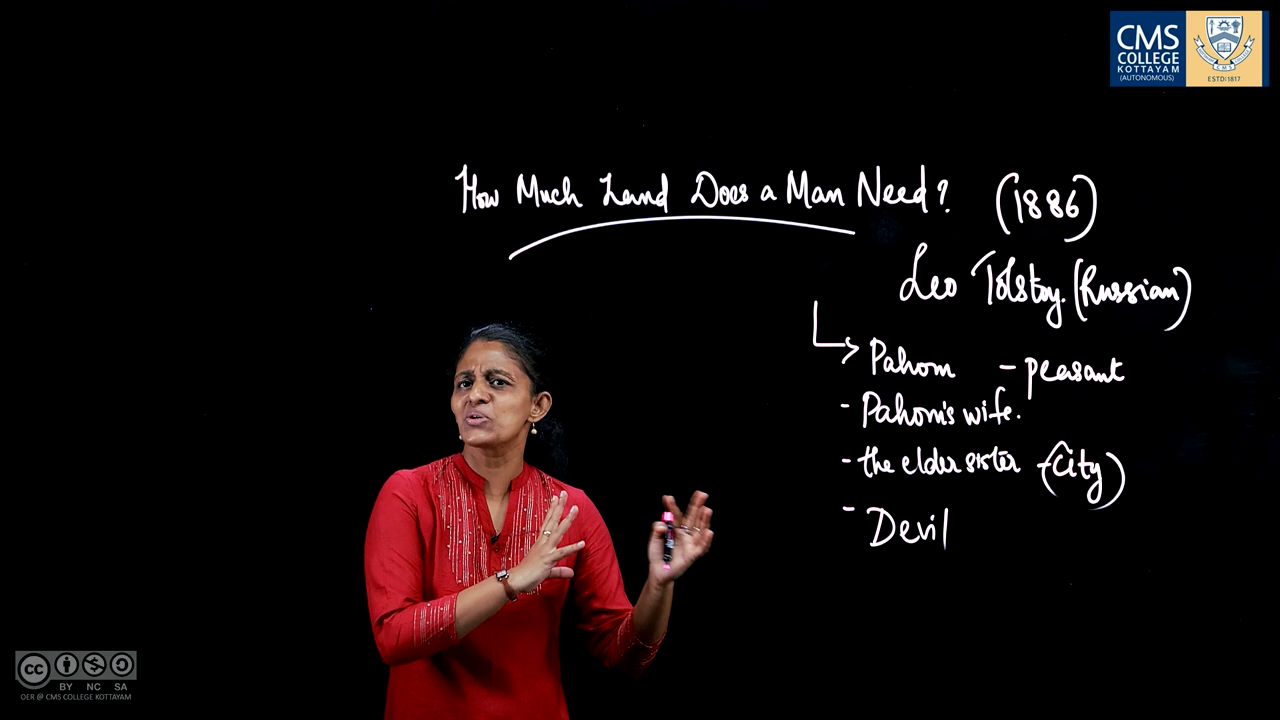 CMS
COLLEGE
KOTTAYAM
(AUTONOMOUS)
ESTD:1817
How Much Land Does a Man Need? (1886)
Leo Tolstoy. (Russian)
Pahom - peasant
- Pahom's wife.
- the elder sister - (City)
- Devil
cc
BY NC SA
OER @ CMS COLLEGE KOTTAYAM